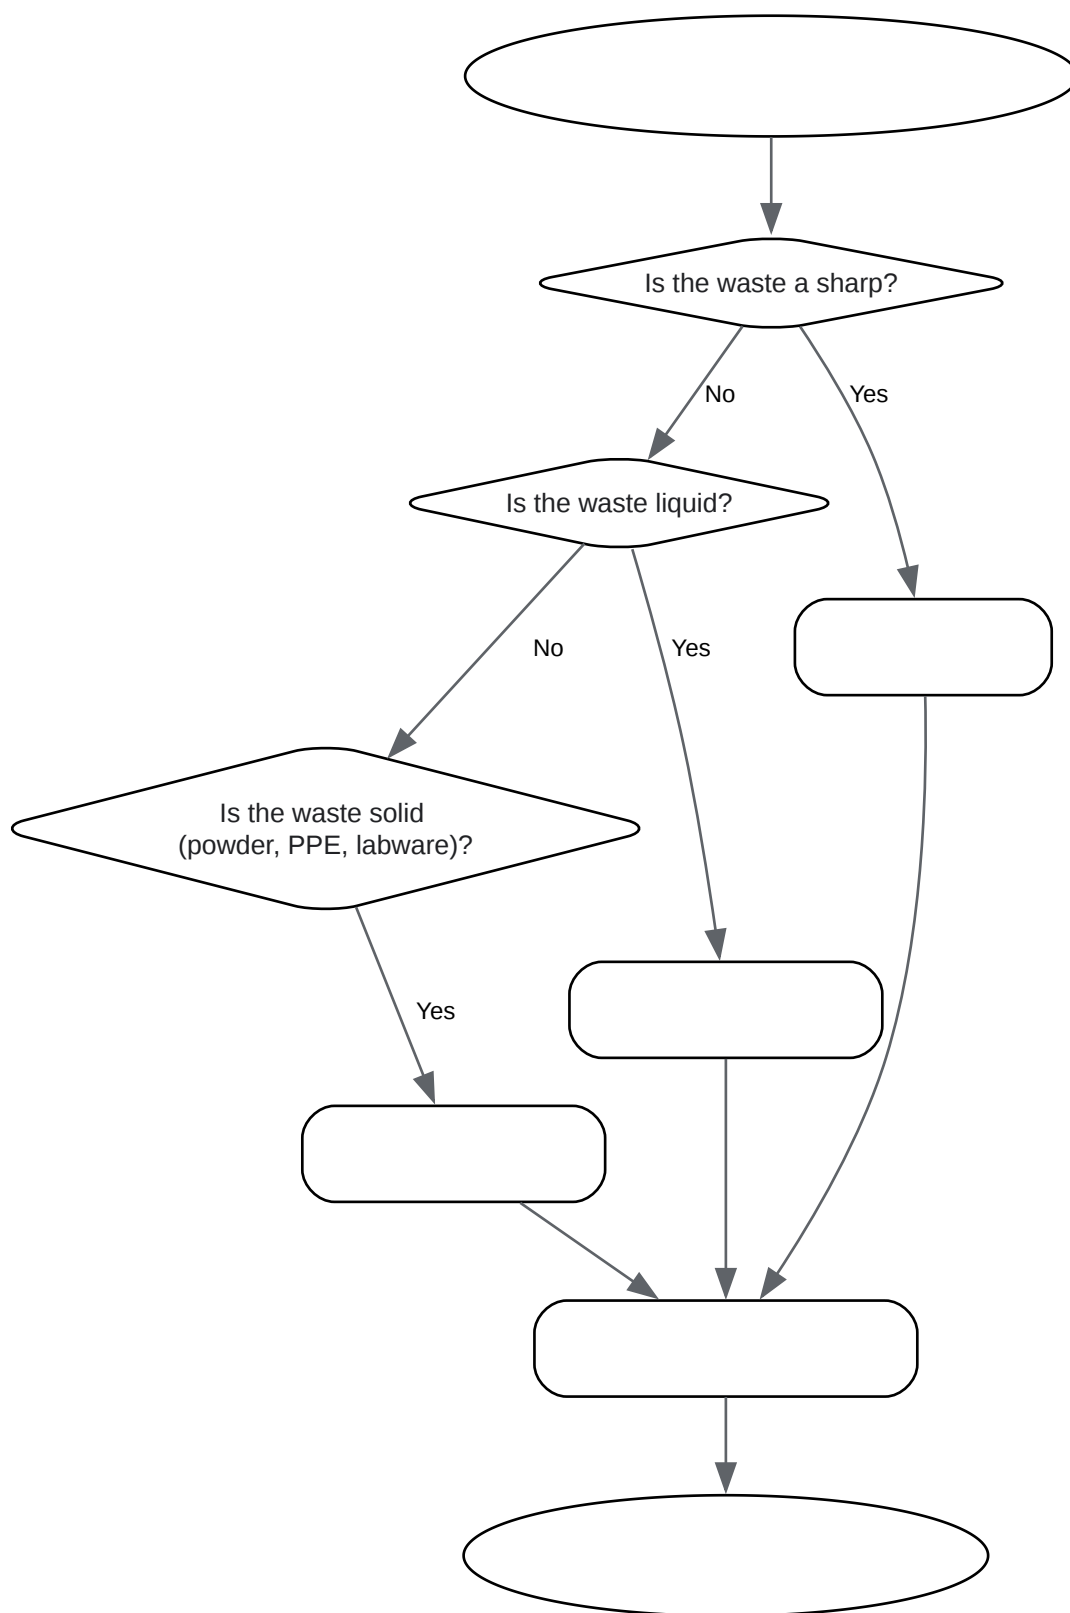 Is the waste a sharp?
No
Yes
Is the waste liquid?
No
Yes
Is the waste solid
(powder, PPE, labware)?
Yes